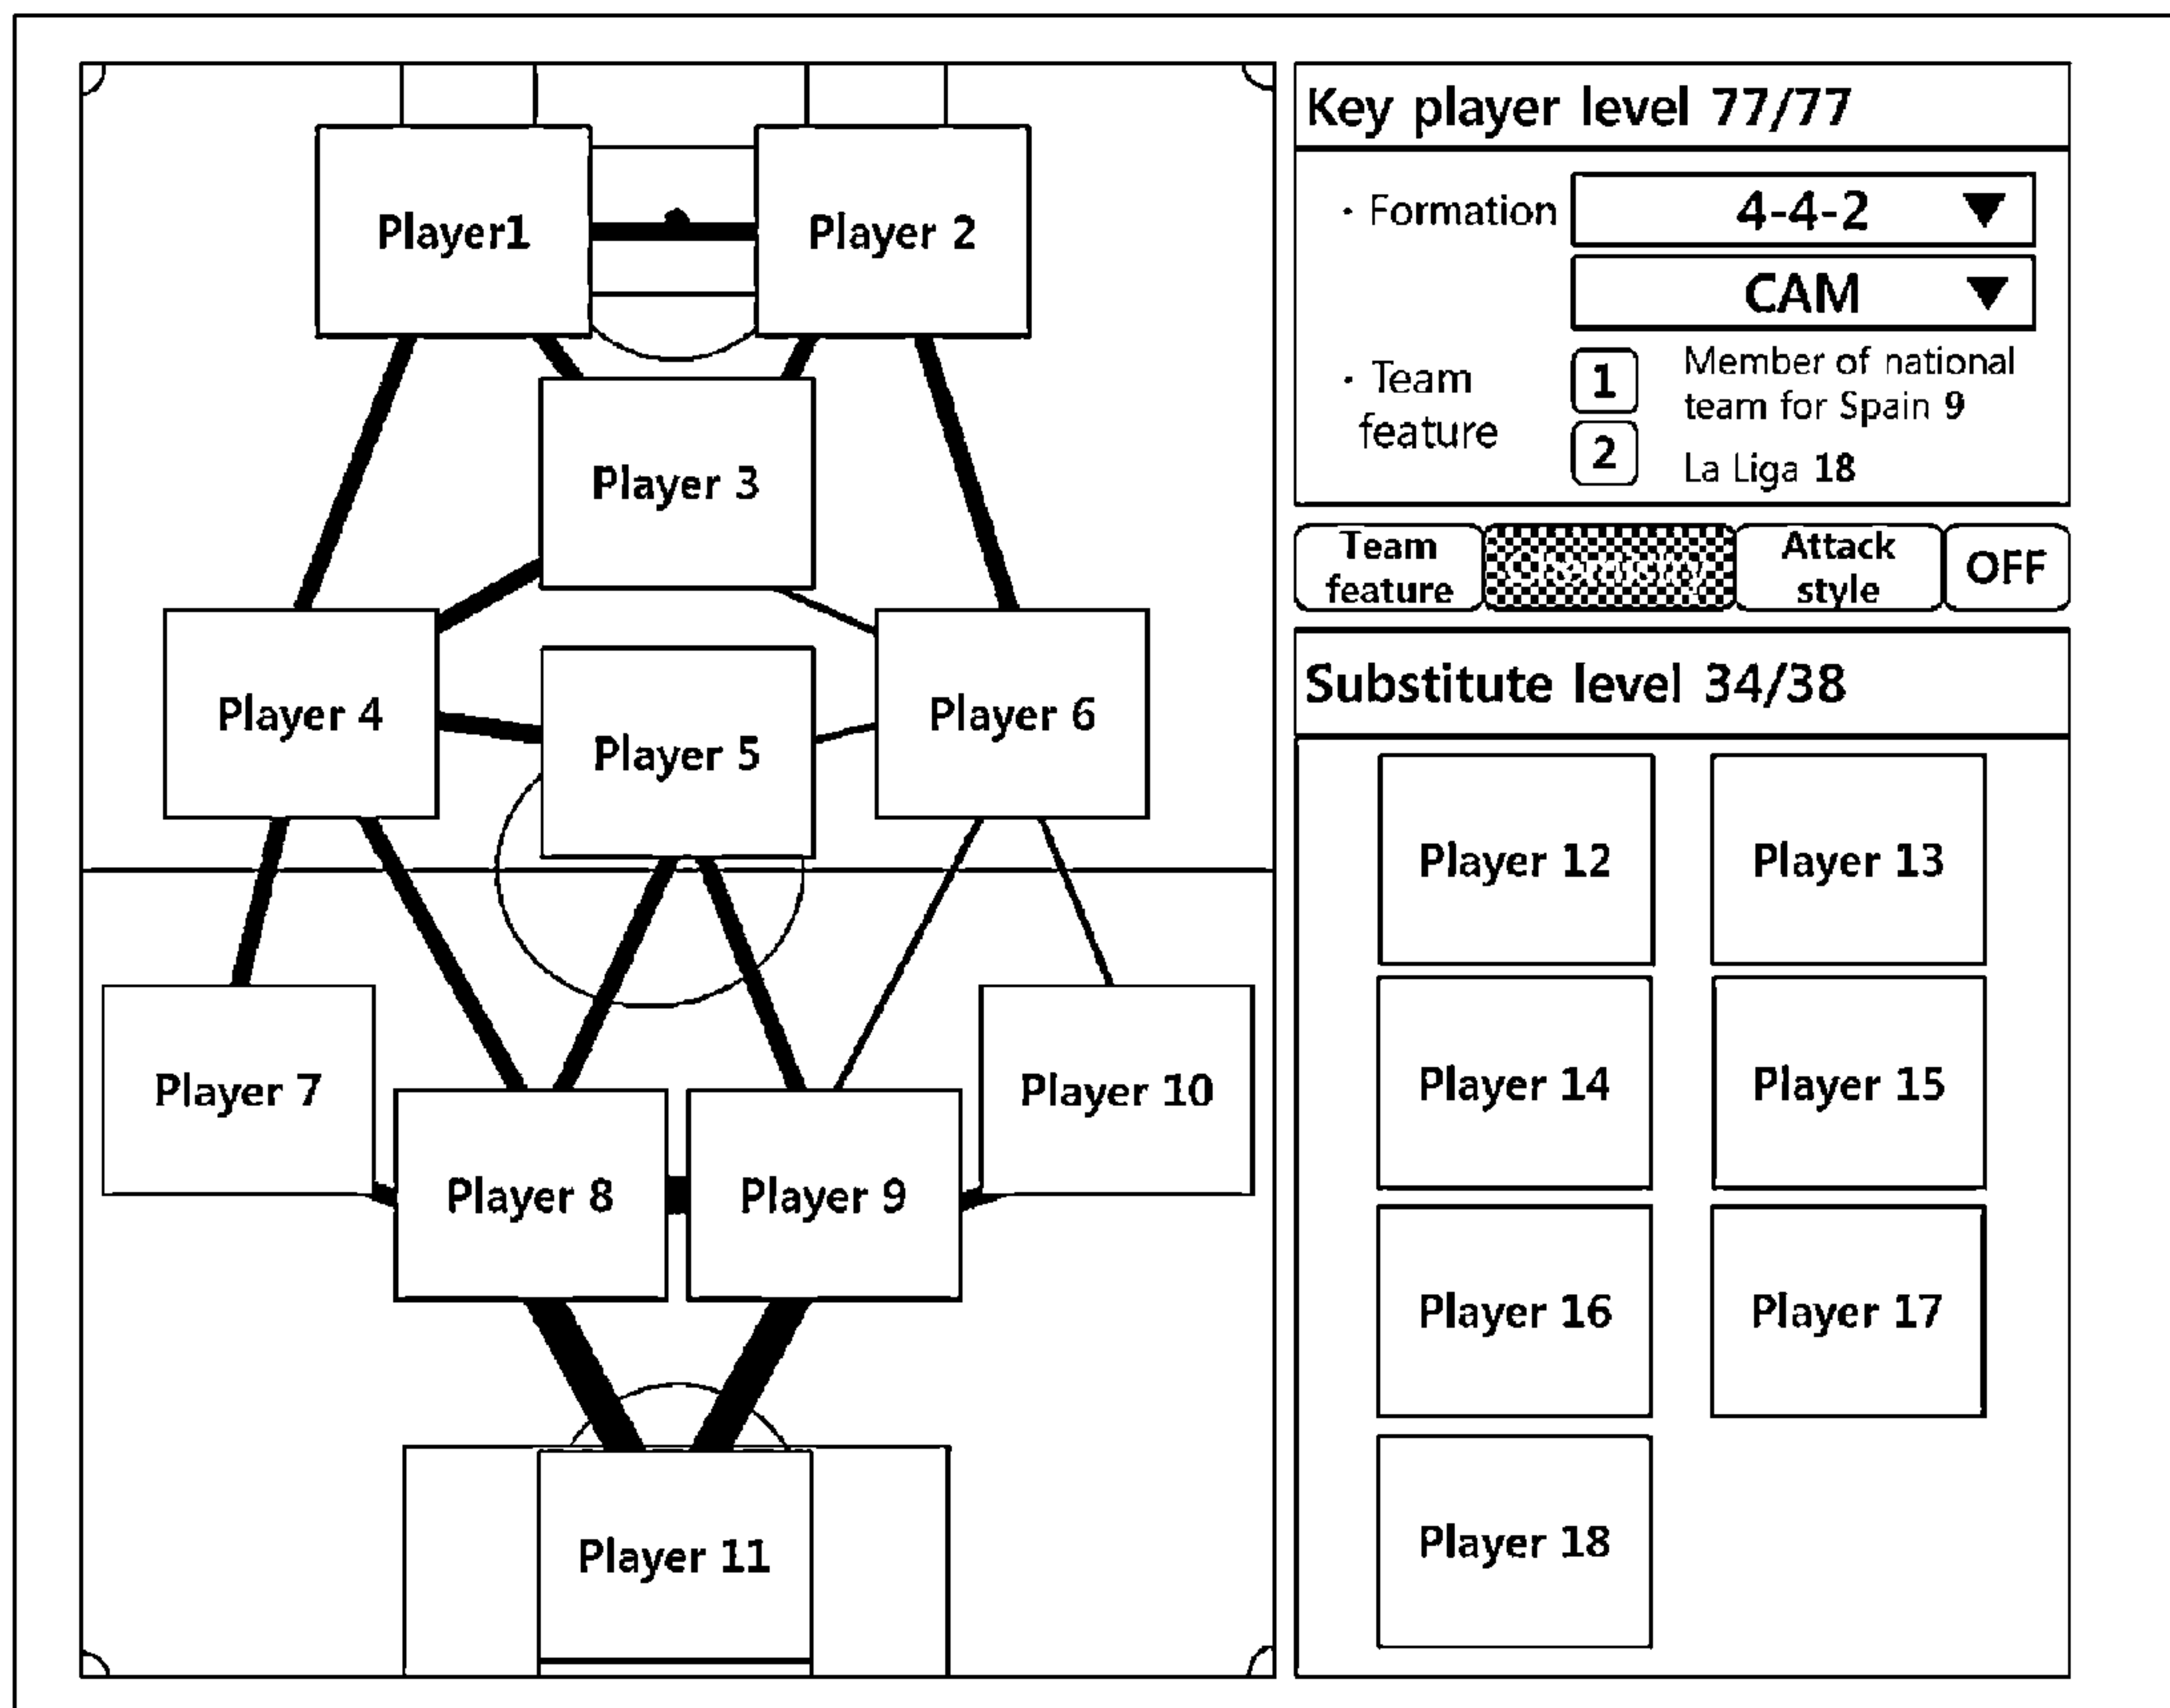 Player1
Player 2
Player 3
Player 4
Player 5
Player 6
Player 7
Player 8
Player 9
Player 10
Player 11
Key player level 77/77
· Formation
4-4-2
CAM
· Team
feature
1
Member of national
team for Spain 9
2
La Liga 18
Team
feature
Chemistry
Attack
style
OFF
Substitute level 34/38
Player 12
Player 13
Player 14
Player 15
Player 16
Player 17
Player 18